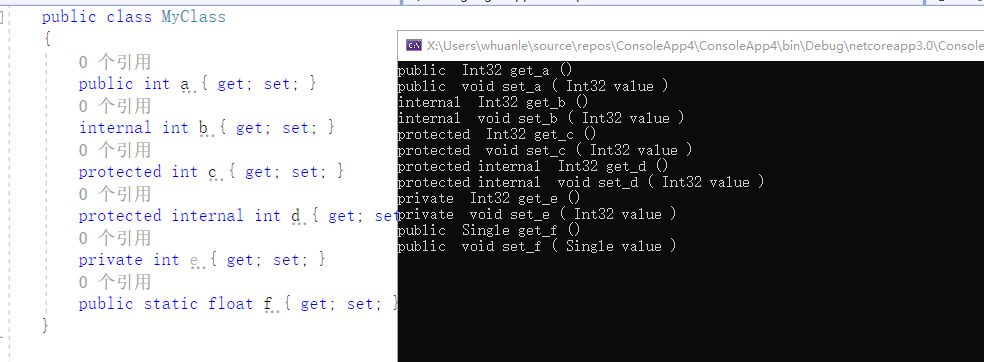 public class MyClass
{
0 个引用
public int a { get; set; }
0 个引用
internal int b { get; set; }
0 个引用
protected int c { get; set; }
0 个引用
protected internal int d { get; set
0 个引用
private int e { get; set; }
0 个引用
public static float f { get; set; }
}
X:\Users\whuanle\source\repos\ConsoleApp4\ConsoleApp4\bin\Debug\netcoreapp3.0\Console
public  Int32 get_a ()
public  void set_a ( Int32 value )
internal  Int32 get_b ()
internal  void set_b ( Int32 value )
protected  Int32 get_c ()
protected  void set_c ( Int32 value )
protected internal  Int32 get_d ()
protected internal  void set_d ( Int32 value )
private  Int32 get_e ()
private  void set_e ( Int32 value )
public  Single get_f ()
public  void set_f ( Single value )